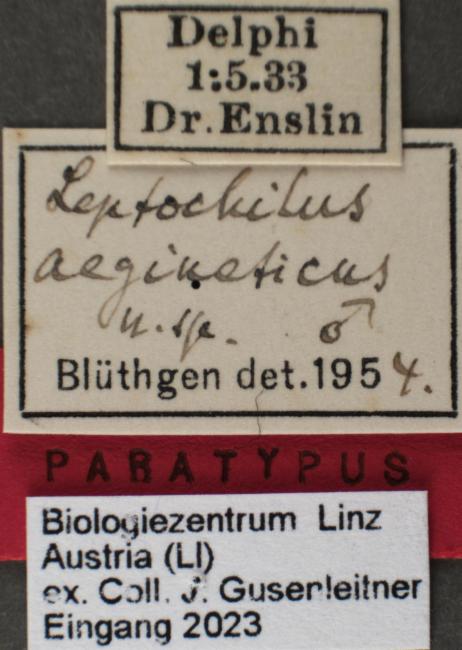 Delphi
1:5.33
Dr. Enslin
Leptochilus
aegineticus
n. sp. ♂
Blüthgen det. 1954.
PARATYPUS
Biologiezentrum Linz
Austria (LI)
ex. Coll. J. Gusenleitner
Eingang 2023